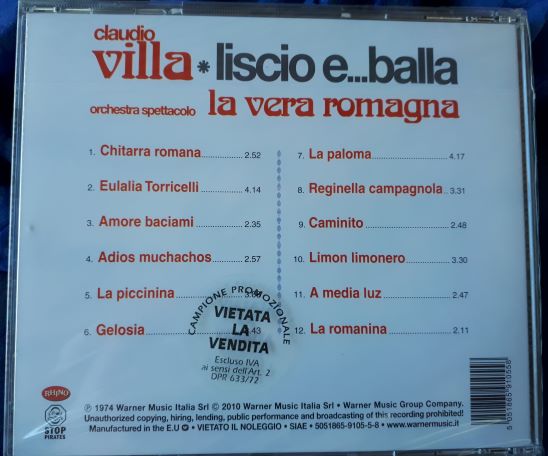 claudio
villa * liscio e...balla
orchestra spettacolo la vera romagna
1. Chitarra romana 2.52
2. Eulalia Torricelli 4.14
3. Amore baciami 2.35
4. Adios muchachos 2.57
5. La piccinina
6. Gelosia .43
7. La paloma 4.17
8. Reginella campagnola 3.31
9. Caminito 2.48
10. Limon limonero 3.30
11. A media luz 2.47
12. La romanina 2.11
CAMPIONE PROMOZIONALE
VIETATA
LA
VENDITA
Escluso IVA
ai sensi dell'Art. 2
DPR 633/72
RHINO
STOP
PIRATES
℗ 1974 Warner Music Italia Srl © 2010 Warner Music Italia Srl • Warner Music Group Company.
Unauthorized copying, hiring, lending, public performance and broadcasting of this recording prohibited!
Manufactured in the E.U • VIETATO IL NOLEGGIO • SIAE • 5051865-9105-5-8 • www.warnermusic.it
5 051865 910558